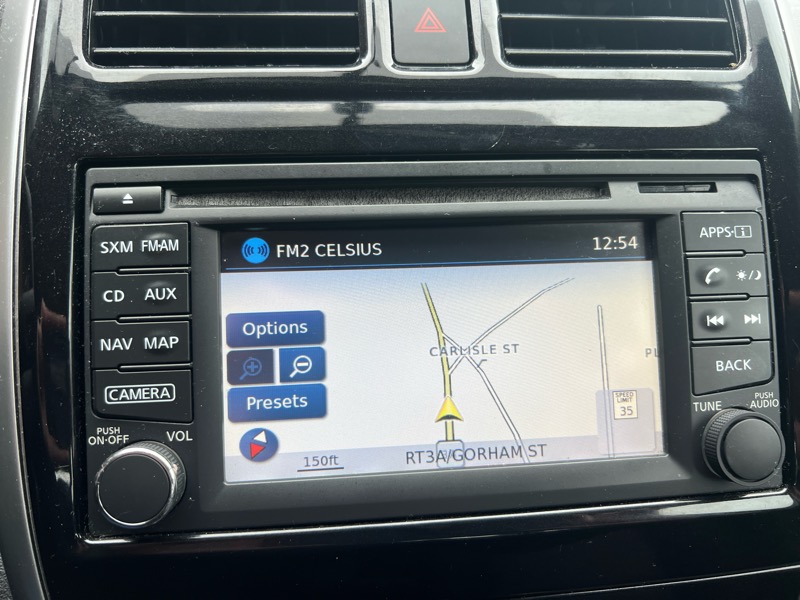 SXM FM·AM
CD AUX
NAV MAP
CAMERA
PUSH
ON·OFF
VOL
FM2 CELSIUS
12:54
Options
Presets
150ft
CARLISLE ST
RT3A/GORHAM ST
SPEED
LIMIT
35
APPS·i
BACK
TUNE
PUSH
AUDIO